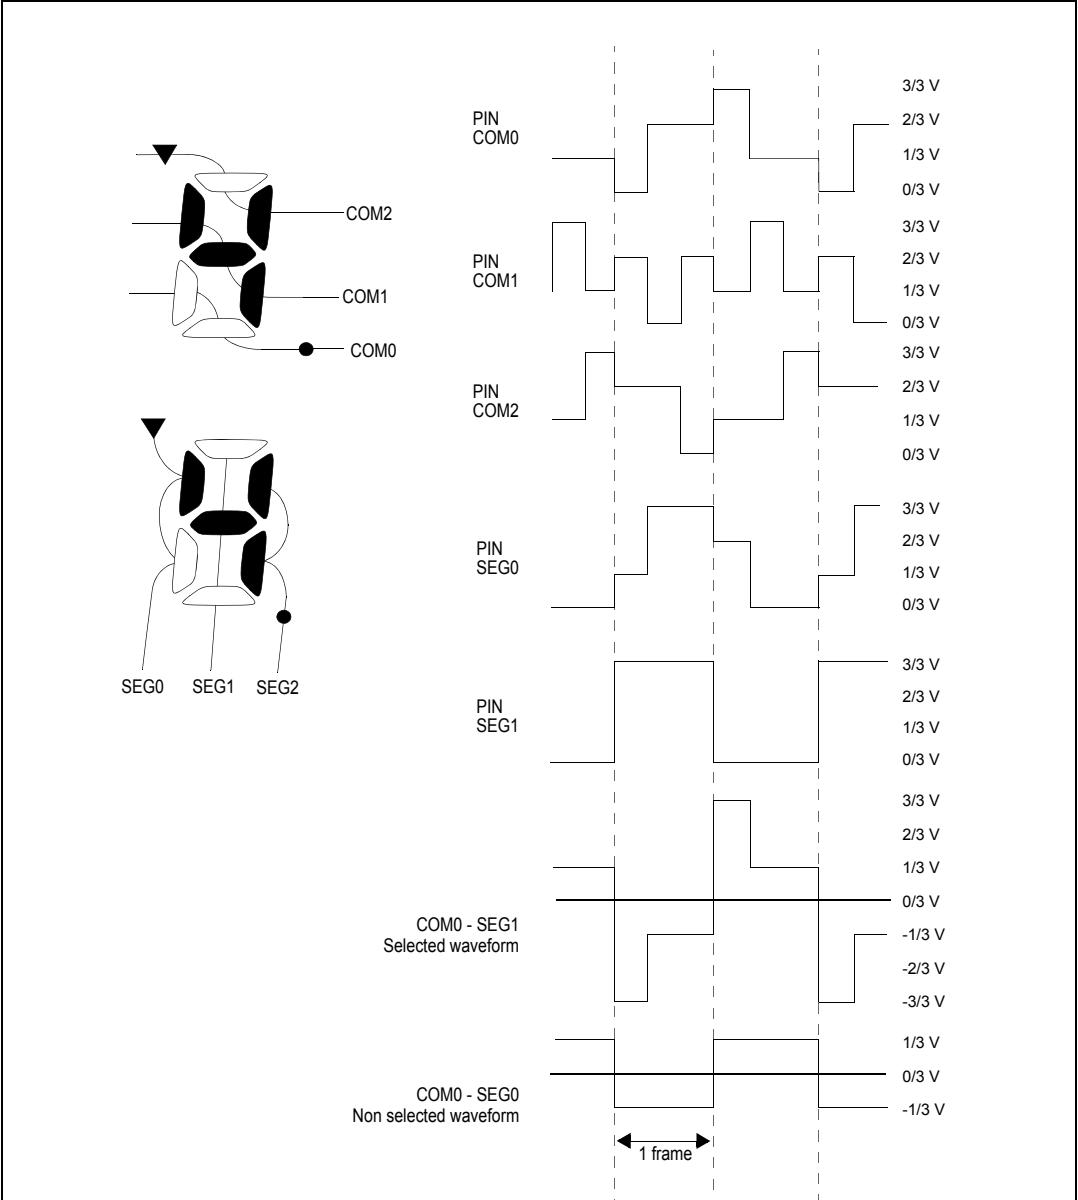 COM2
COM1
COM0
SEG0
SEG1
SEG2
PIN
COM0
3/3 V
2/3 V
1/3 V
0/3 V
PIN
COM1
3/3 V
2/3 V
1/3 V
0/3 V
PIN
COM2
3/3 V
2/3 V
1/3 V
0/3 V
PIN
SEG0
3/3 V
2/3 V
1/3 V
0/3 V
PIN
SEG1
3/3 V
2/3 V
1/3 V
0/3 V
COM0 - SEG1
Selected waveform
3/3 V
2/3 V
1/3 V
0/3 V
-1/3 V
-2/3 V
-3/3 V
COM0 - SEG0
Non selected waveform
1/3 V
0/3 V
-1/3 V
1 frame